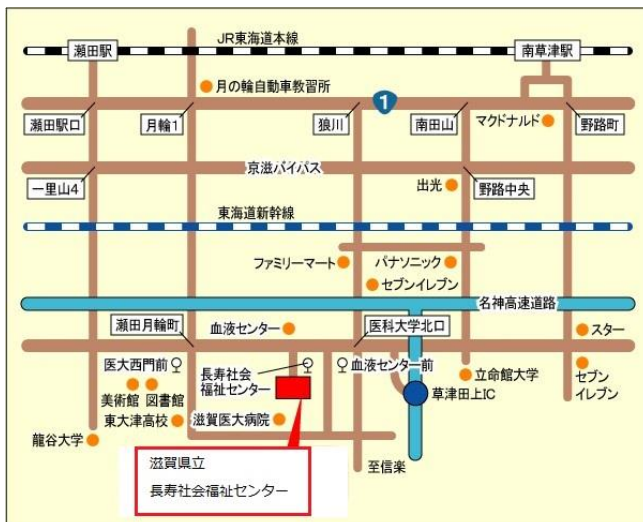 JR東海道本線
瀬田駅
南草津駅
月の輪自動車教習所
1
瀬田駅口
月輪1
狼川
南田山
マクドナルド
野路町
京滋バイパス
一里山4
出光
野路中央
東海道新幹線
ファミリーマート
パナソニック
セブンイレブン
名神高速道路
瀬田月輪町
血液センター
医科大学北口
スター
医大西門前
長寿社会
福祉センター
血液センター前
立命館大学
セブン
イレブン
美術館
図書館
草津田上IC
東大津高校
滋賀医大病院
龍谷大学
至信楽
滋賀県立
長寿社会福祉センター